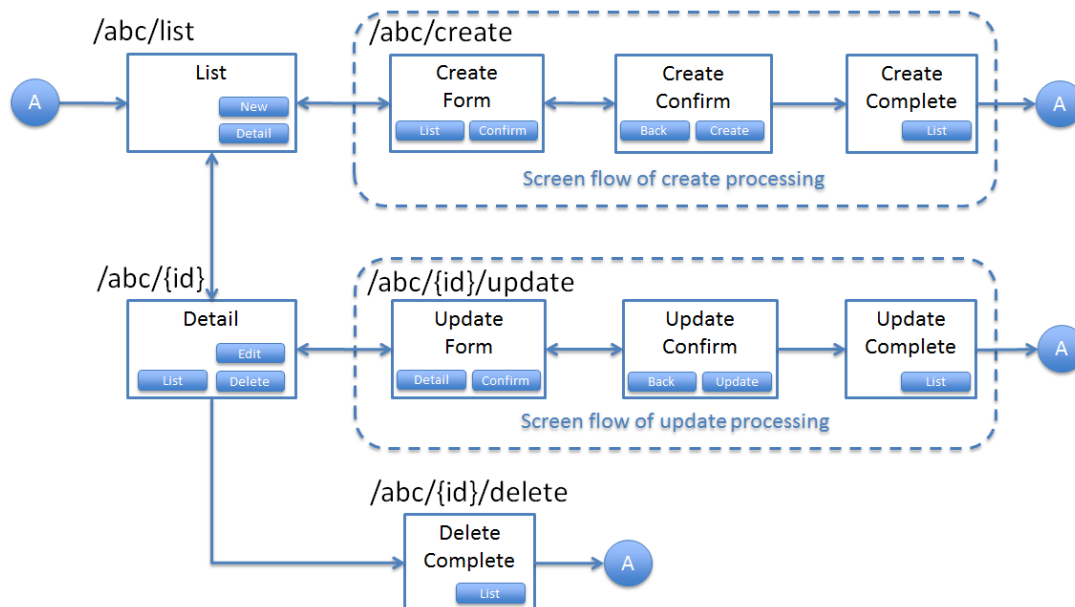 /abc/list
/abc/create
A
List
New
Detail
Create
Form
List
Confirm
Create
Confirm
Back
Create
Create
Complete
List
A
Screen flow of create processing
/abc/{id}
/abc/{id}/update
Detail
Edit
List
Delete
Update
Form
Detail
Confirm
Update
Confirm
Back
Update
Update
Complete
List
A
Screen flow of update processing
/abc/{id}/delete
Delete
Complete
List
A